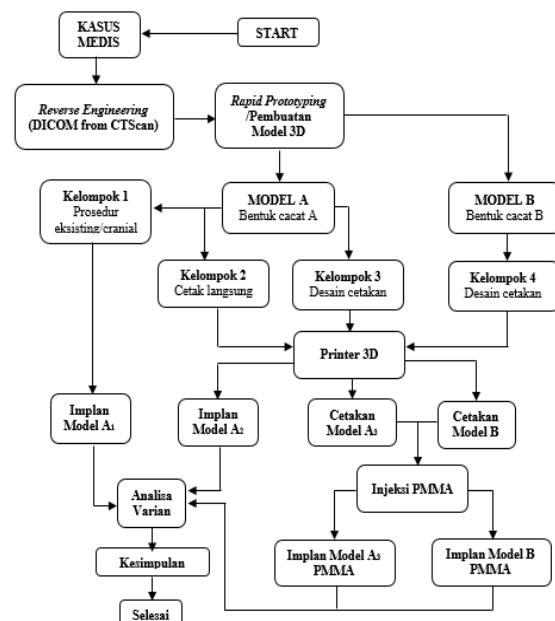 KASUS
MEDIS
START
Reverse Engineering
(DICOM from CTScan)
Rapid Prototyping
/Pembuatan
Model 3D
Kelompok 1
Prosedur
eksisting/cranial
MODEL A
Bentuk cacat A
MODEL B
Bentuk cacat B
Kelompok 2
Cetak langsung
Kelompok 3
Desain cetakan
Kelompok 4
Desain cetakan
Printer 3D
Implan
Model A1
Implan
Model A2
Cetakan
Model A3
Cetakan
Model B
Injeksi PMMA
Analisa
Varian
Implan Model A3
PMMA
Implan Model B
PMMA
Kesimpulan
Selesai